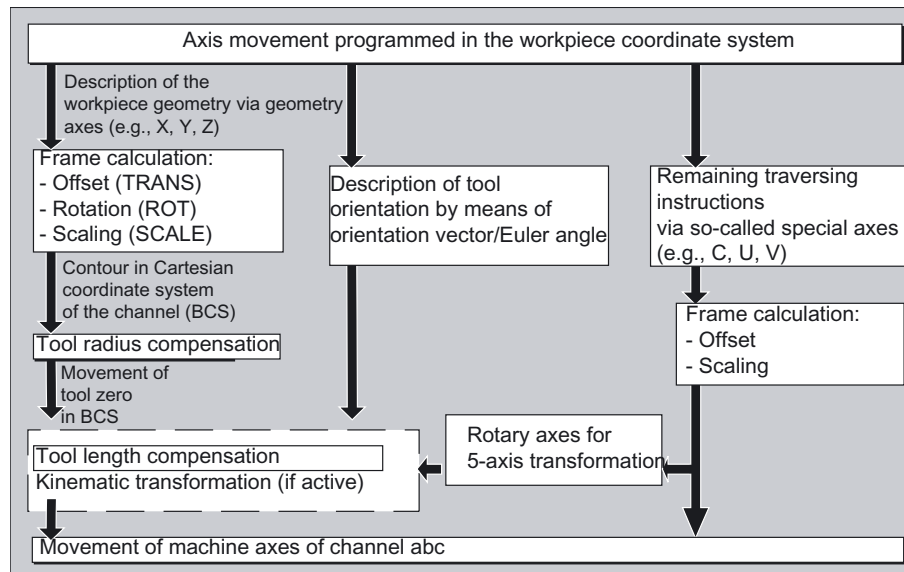 Axis movement programmed in the workpiece coordinate system
Description of the
workpiece geometry via geometry
axes (e.g., X, Y, Z)
Frame calculation:
- Offset (TRANS)
- Rotation (ROT)
- Scaling (SCALE)
Contour in Cartesian
coordinate system
of the channel (BCS)
Tool radius compensation
Movement of
tool zero
in BCS
Description of tool
orientation by means of
orientation vector/Euler angle
Remaining traversing
instructions
via so-called special axes
(e.g., C, U, V)
Frame calculation:
- Offset
- Scaling
Rotary axes for
5-axis transformation
Tool length compensation
Kinematic transformation (if active)
Movement of machine axes of channel abc